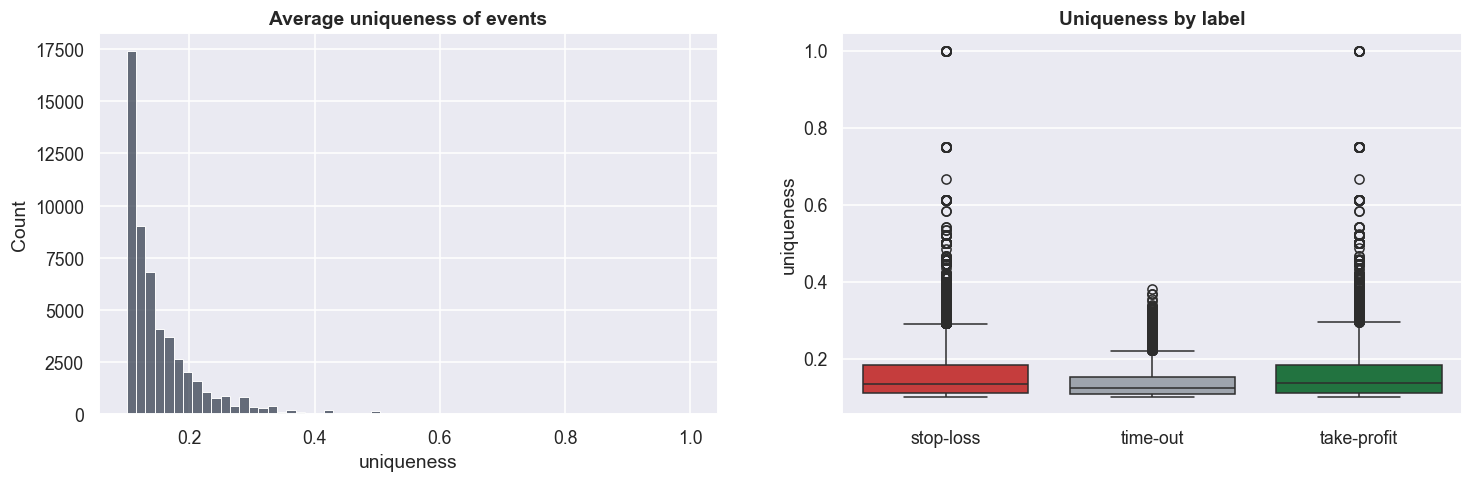 Average uniqueness of events
Count
17500
15000
12500
10000
7500
5000
2500
0
0.2
0.4
0.6
0.8
1.0
uniqueness
Uniqueness by label
uniqueness
1.0
0.8
0.6
0.4
0.2
stop-loss
time-out
take-profit